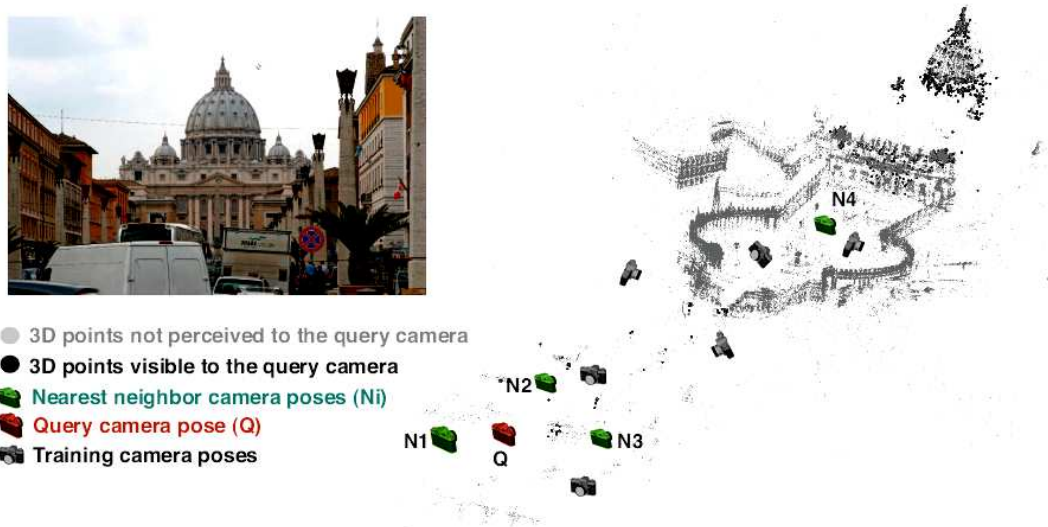 3D points not perceived to the query camera
3D points visible to the query camera
Nearest neighbor camera poses (Ni)
Query camera pose (Q)
Training camera poses
N4
N2
N1
Q
N3